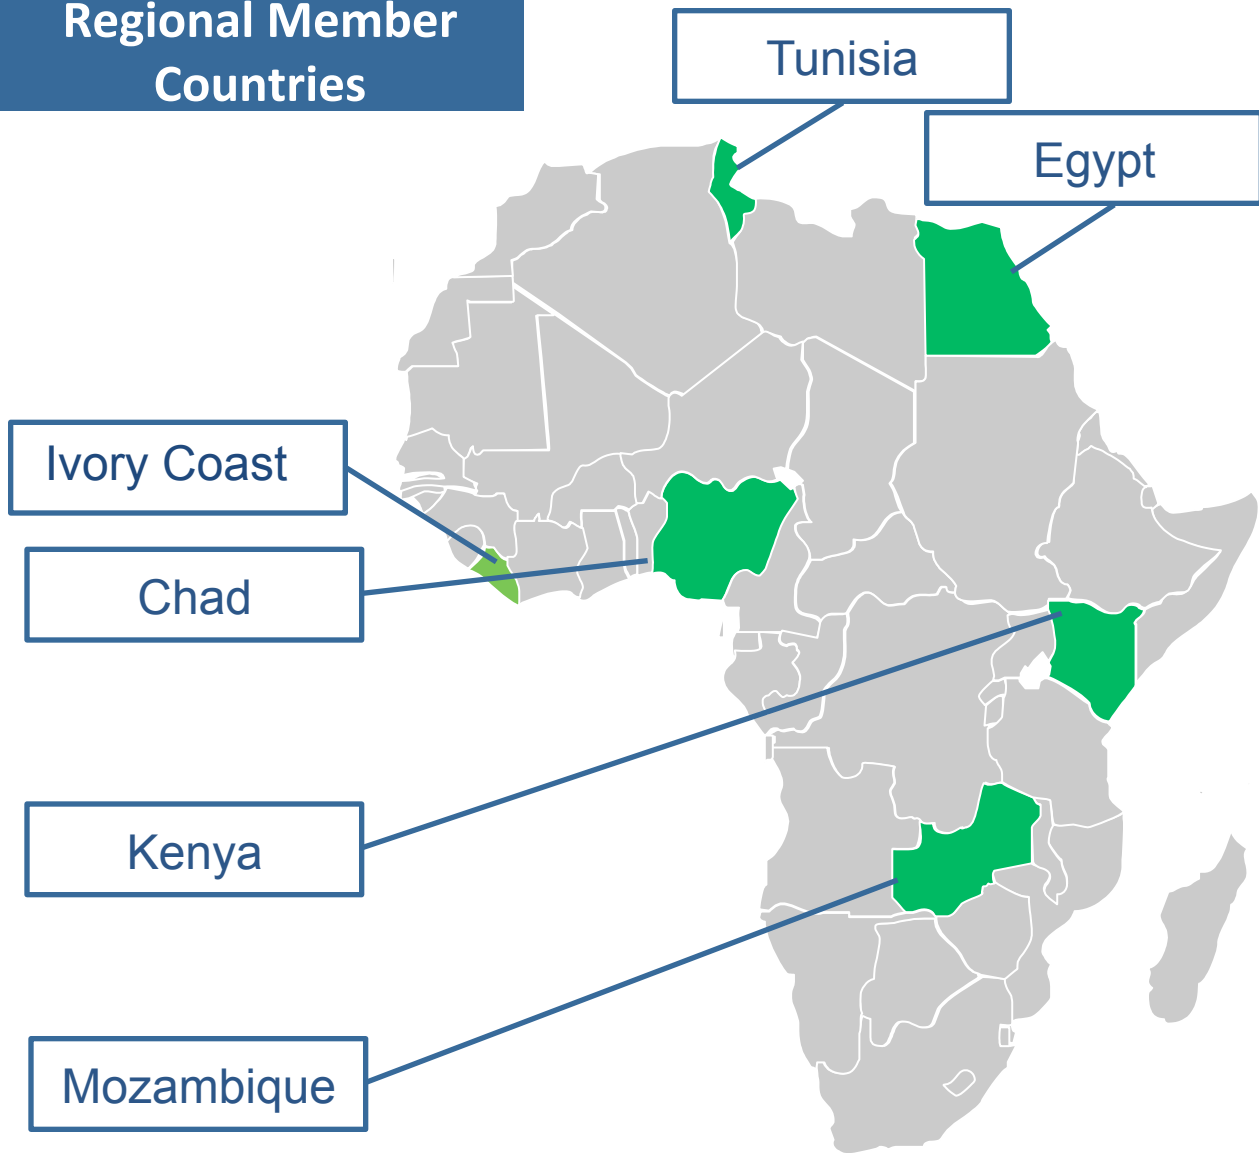 Regional Member
Countries
Tunisia
Egypt
Ivory Coast
Chad
Kenya
Mozambique